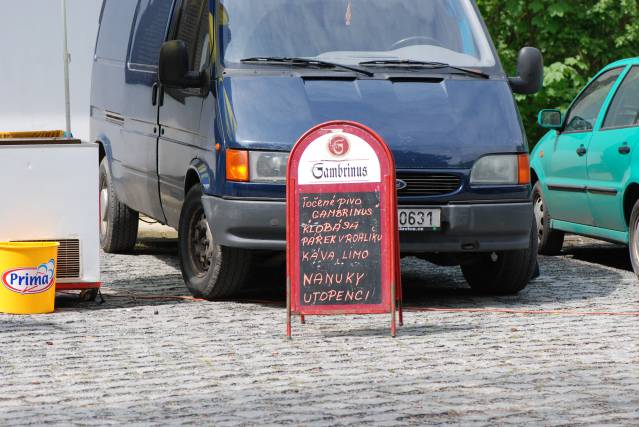 Gambrinus
Točené pivo
GAMBRINUS
KLOBÁSA
PÁREK V ROHLÍKU
KÁVA, LIMO
NANUKY
UTOPENCI
Prima
0631